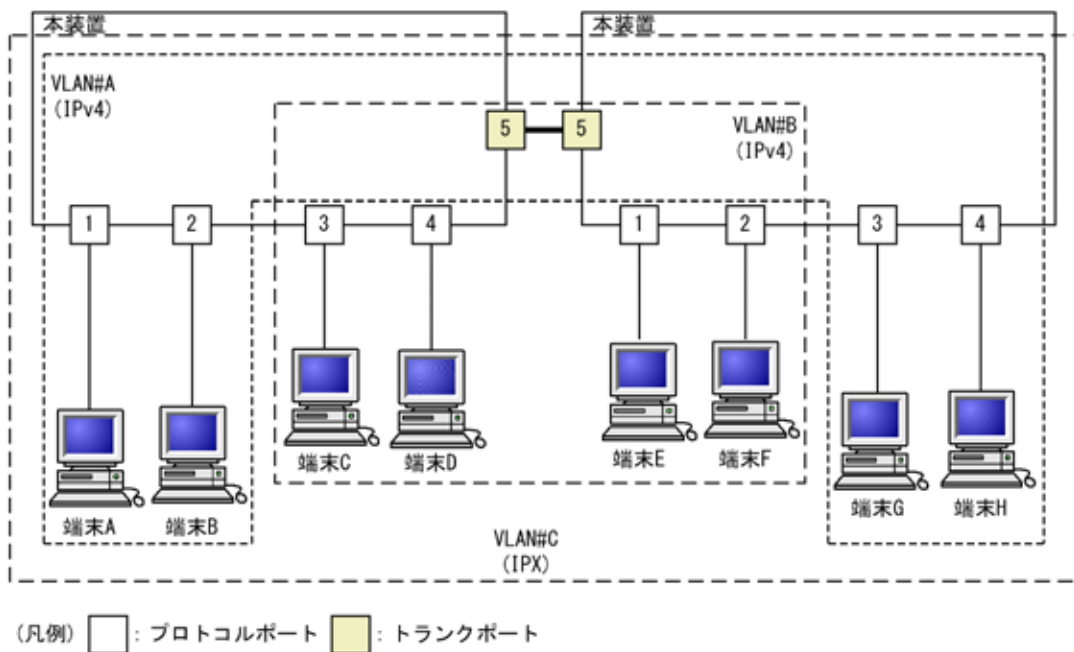 本装置
本装置
VLAN#A
(IPv4)
VLAN#B
(IPv4)
5
5
1
2
3
4
1
2
3
4
端末A
端末B
端末C
端末D
端末E
端末F
端末G
端末H
VLAN#C
(IPX)
(凡例) : プロトコルポート : トランクポート